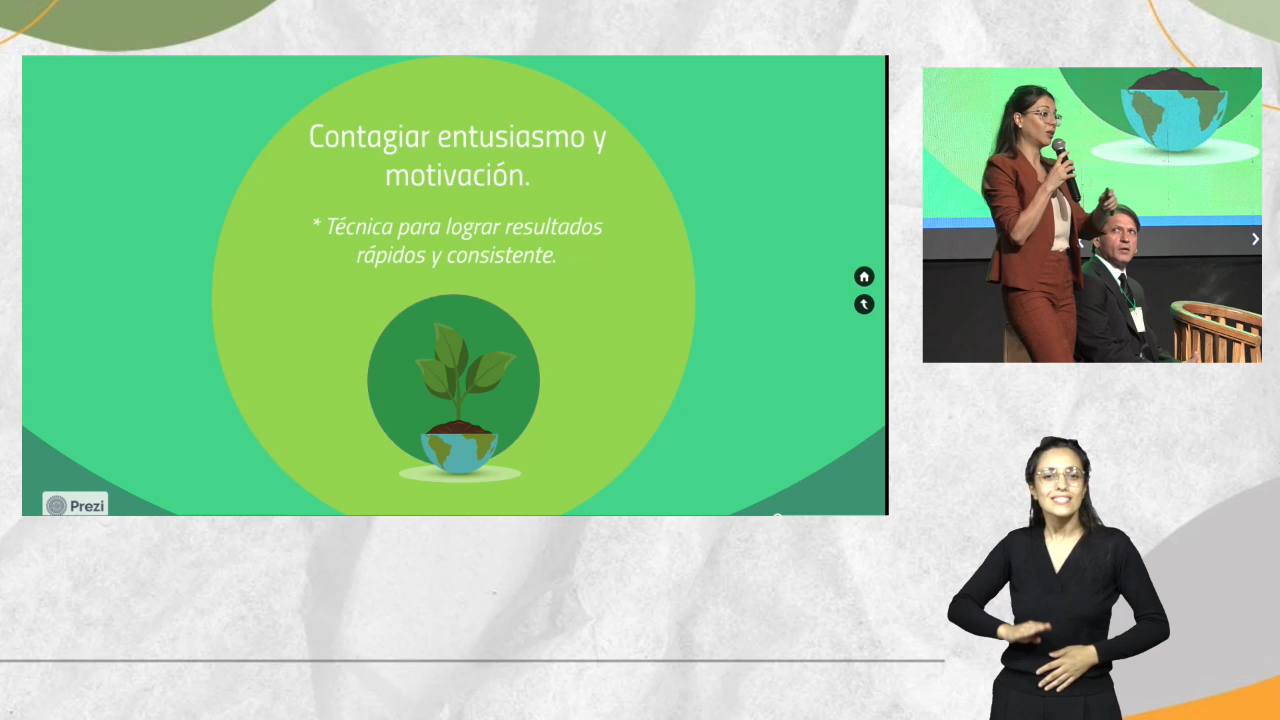 Contagiar entusiasmo y
motivación.
* Técnica para lograr resultados
rápidos y consistente.
Prezi